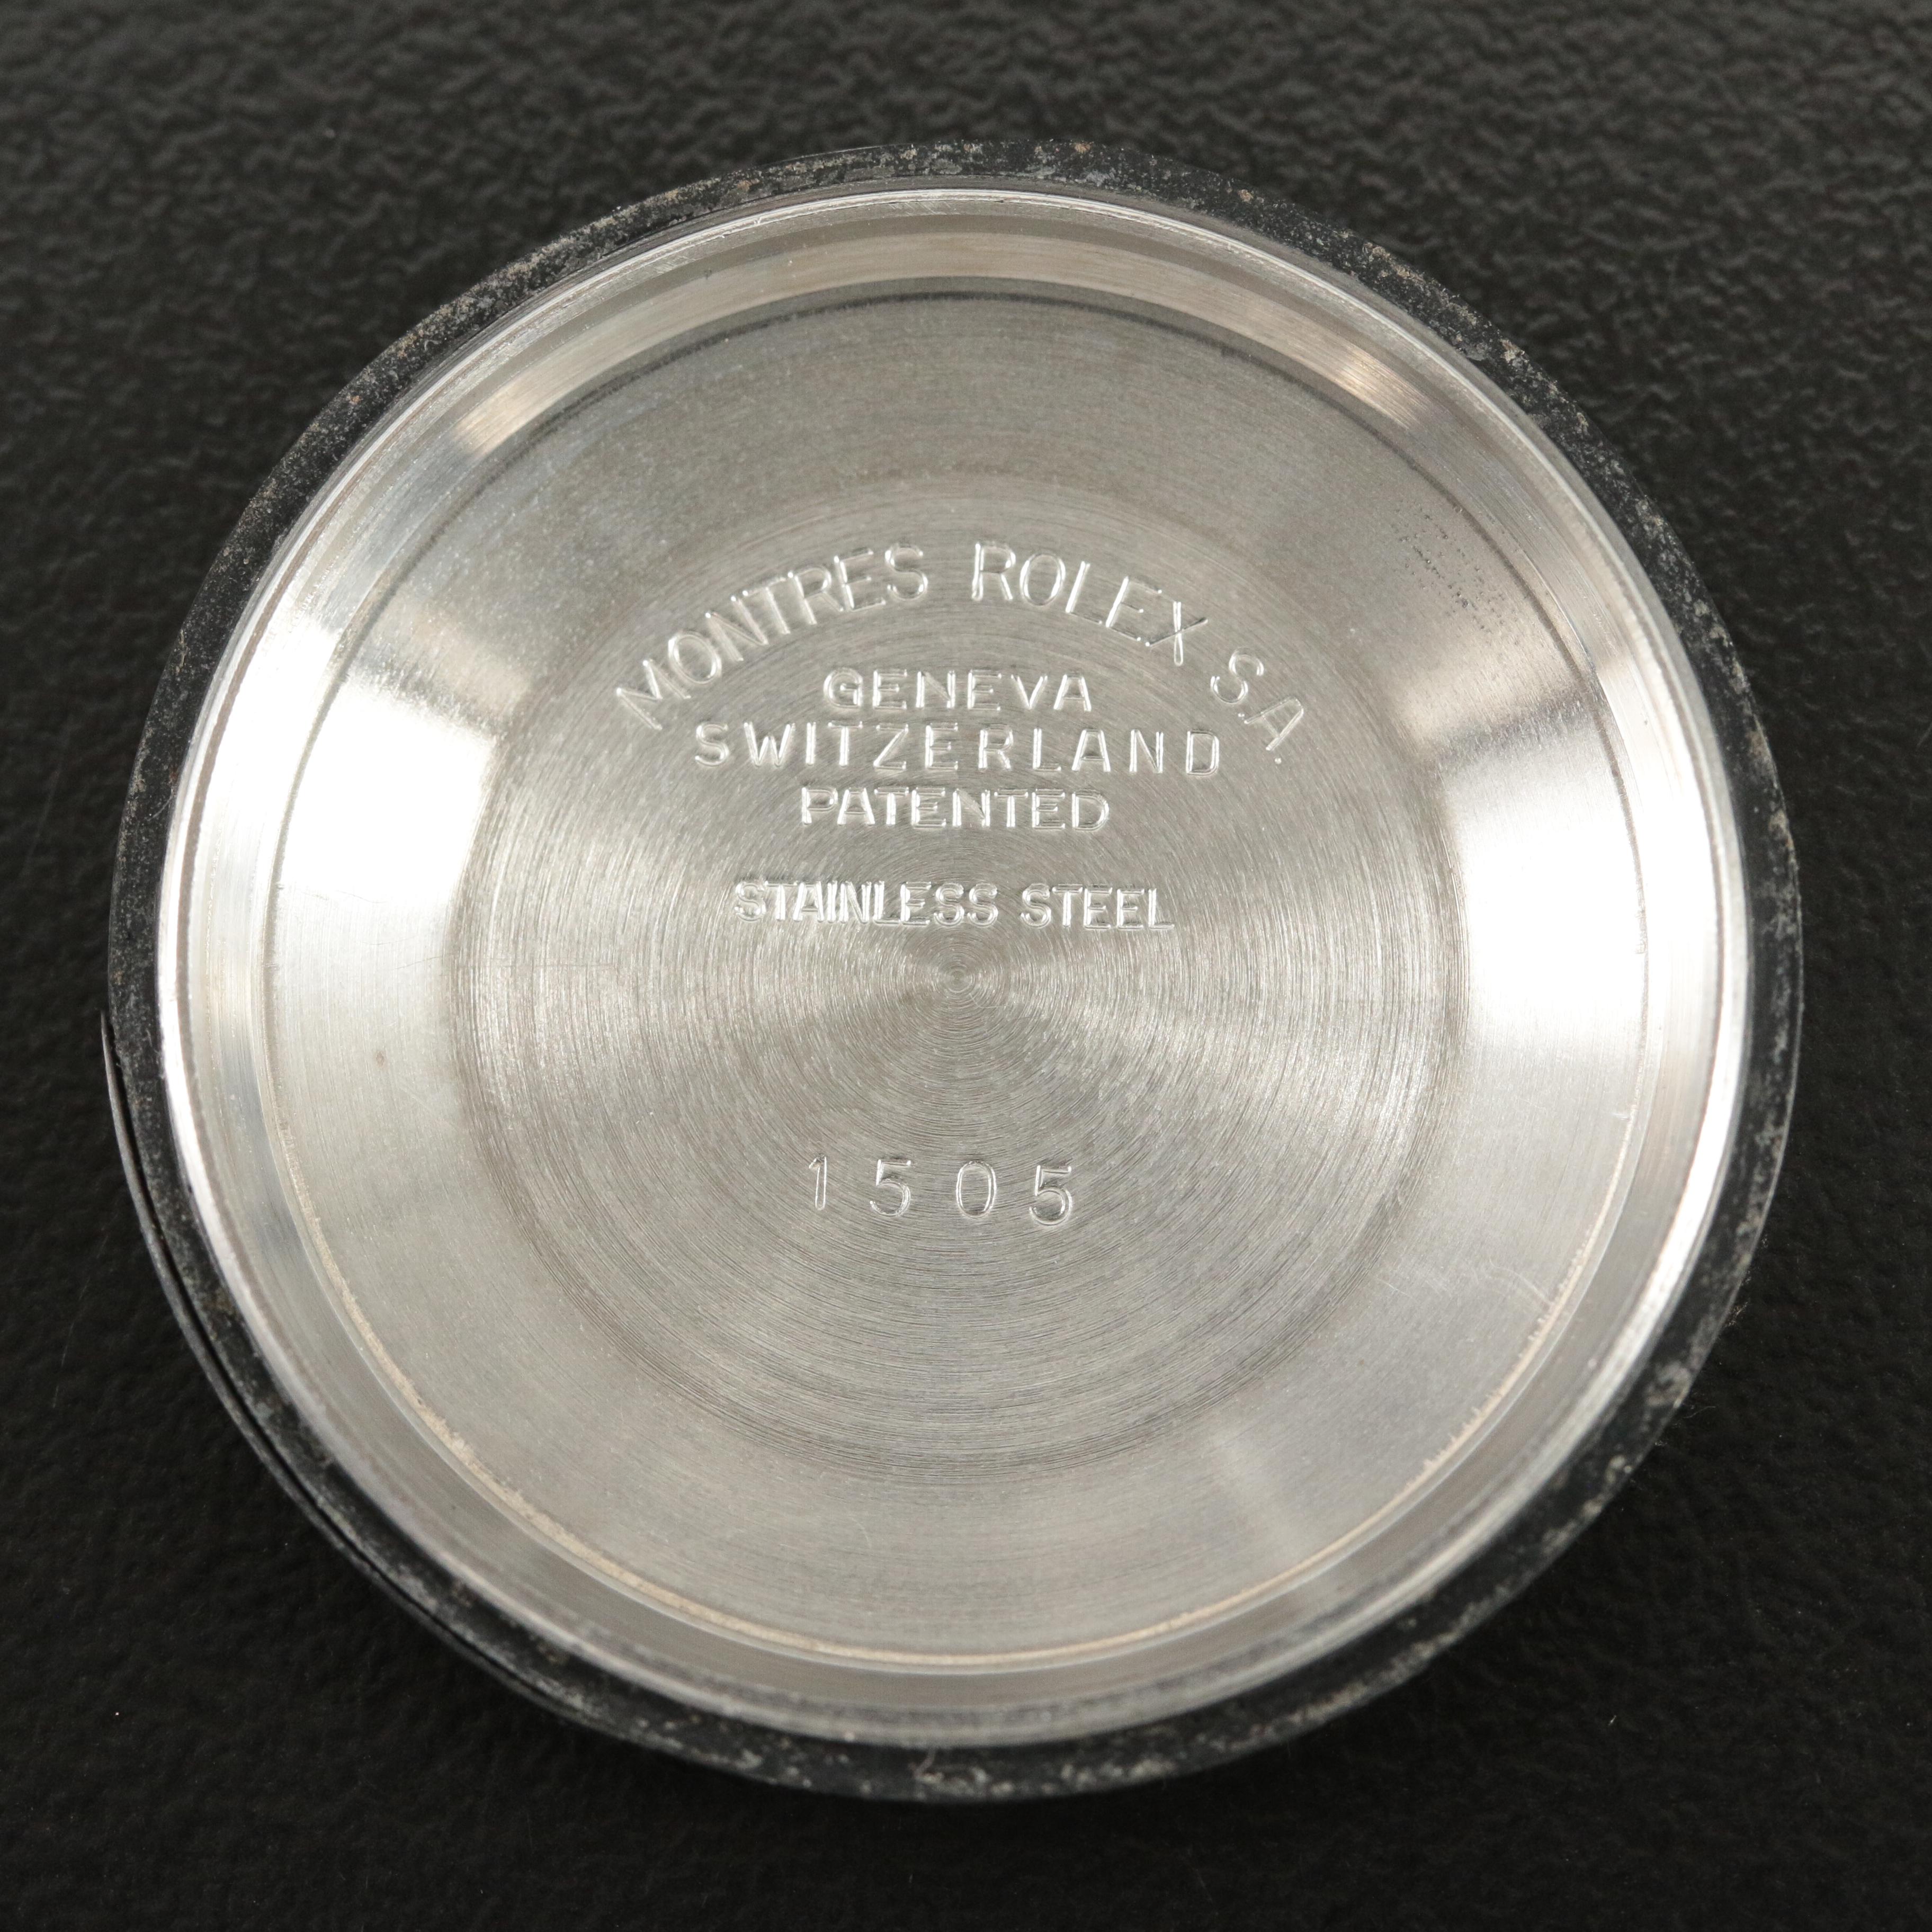 MONTRES ROLEX S.A.
GENEVA
SWITZERLAND
PATENTED
STAINLESS STEEL
1505